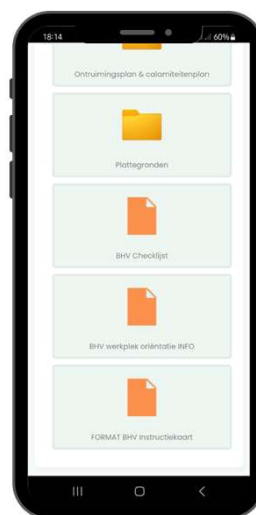 18:14
60%
Ontruimingsplan & calamiteitenplan
Plattegronden
BHV Checklijst
BHV werkplek oriëntatie INFO
FORMAT BHV Instructiekaart